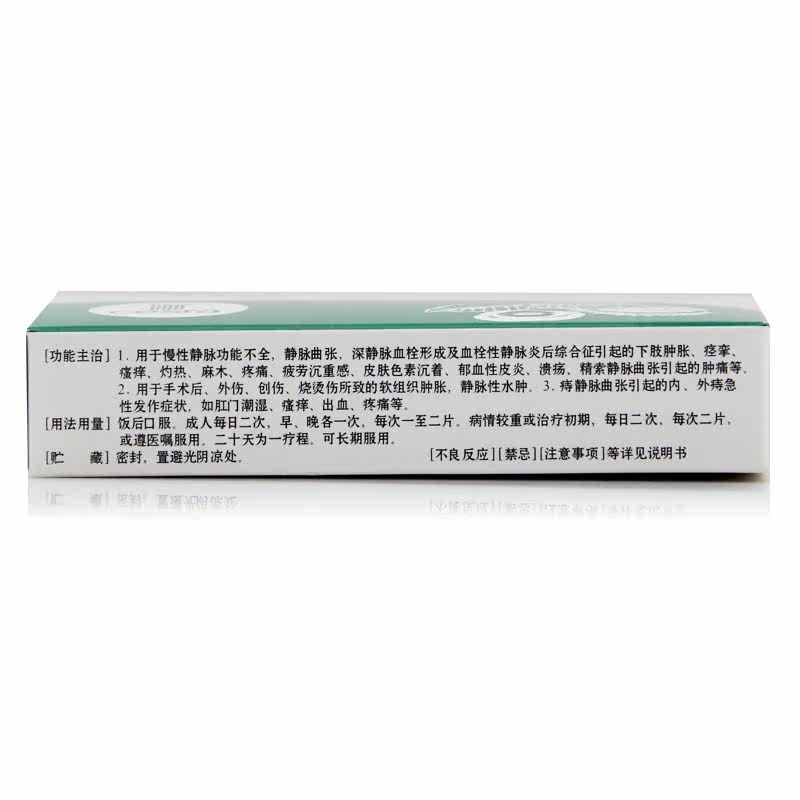 [功能主治] 1. 用于慢性静脉功能不全，静脉曲张，深静脉血栓形成及血栓性静脉炎后综合征引起的下肢肿胀、痉挛、
瘙痒、灼热、麻木、疼痛、疲劳沉重感、皮肤色素沉着、郁血性皮炎、溃疡、精索静脉曲张引起的肿痛等.
2. 用于手术后、外伤、创伤、烧烫伤所致的软组织肿胀，静脉性水肿. 3. 痔静脉曲张引起的内、外痔急
性发作症状，如肛门潮湿、瘙痒、出血、疼痛等.
[用法用量] 饭后口服. 成人每日二次，早、晚各一次，每次一至二片. 病情较重或治疗初期，每日二次，每次二片，
或遵医嘱服用. 二十天为一疗程. 可长期服用.
[贮 藏] 密封，置避光阴凉处. [不良反应][禁忌][注意事项]等详见说明书